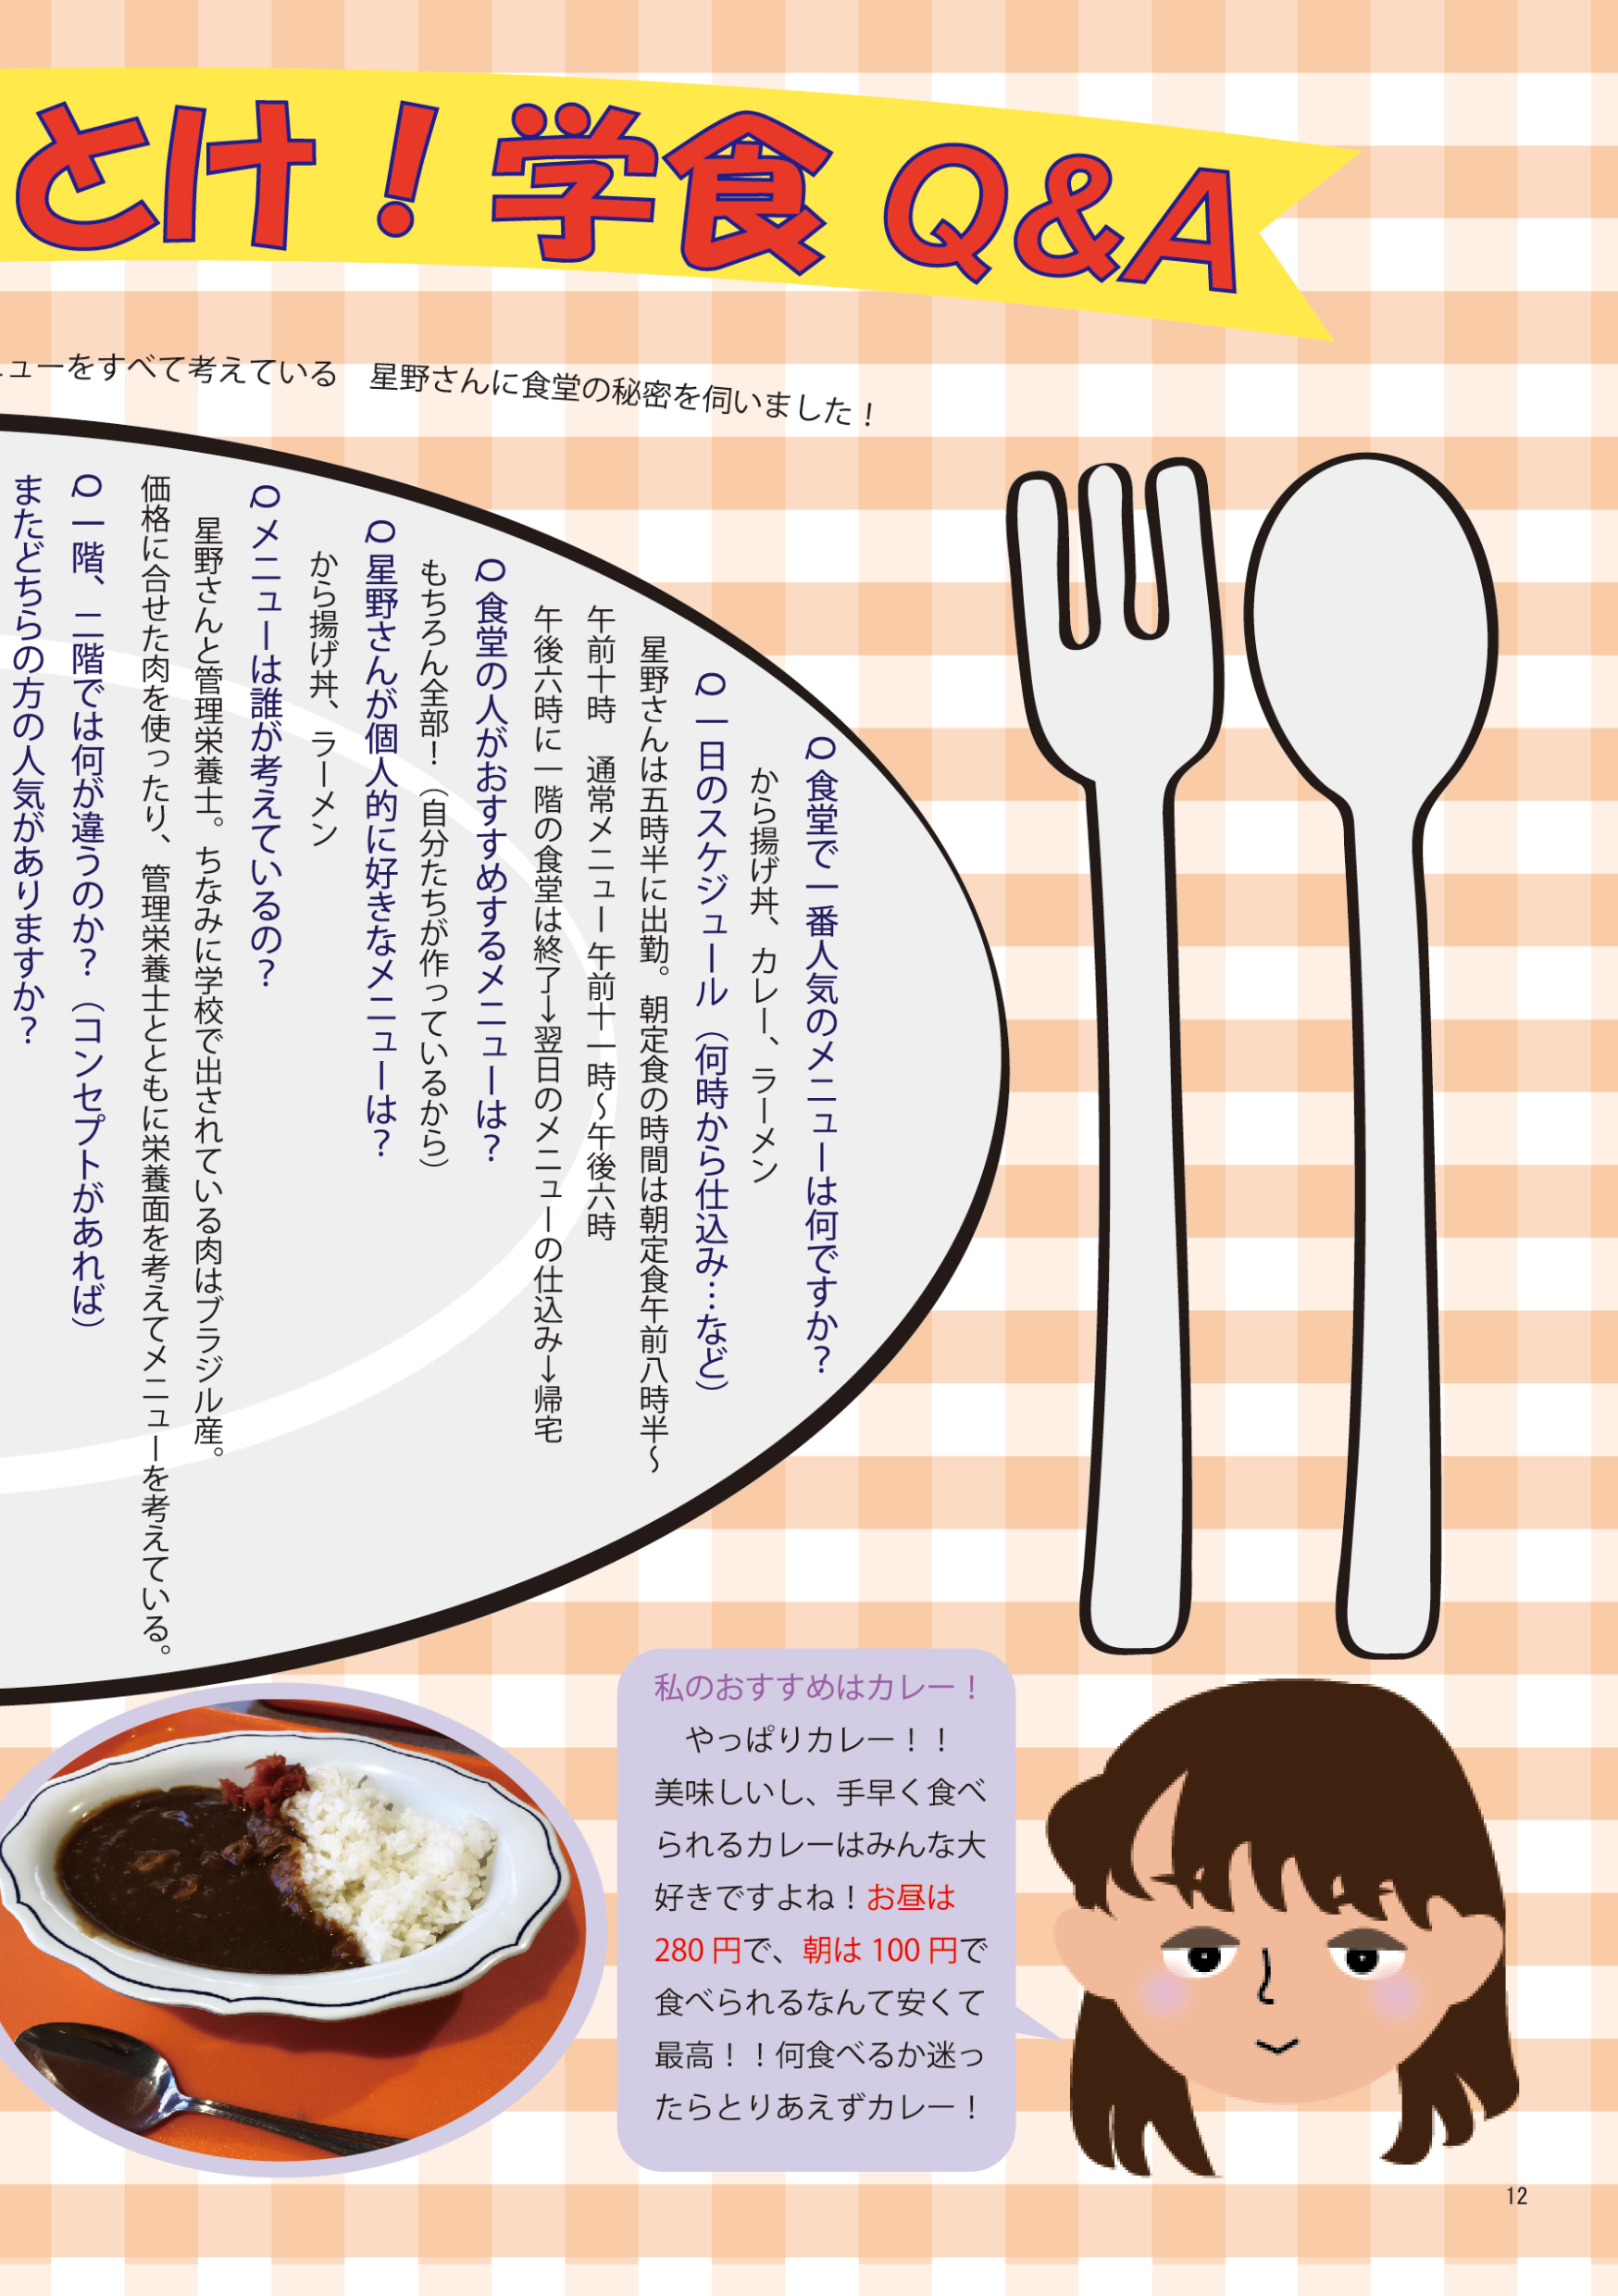 とけ！学食 Q&A
ューをすべて考えている　星野さんに食堂の秘密を伺いました！
Q 食堂で一番人気のメニューは何ですか？
から揚げ丼、カレー、ラーメン
Q 一日のスケジュール（何時から仕込み…など）
星野さんは五時半に出勤。朝定食の時間は朝定食午前八時半～
午前十時　通常メニュー午前十一時～午後六時
午後六時に一階の食堂は終了→翌日のメニューの仕込み→帰宅
Q 食堂の人がおすすめするメニューは？
もちろん全部！（自分たちが作っているから）
Q 星野さんが個人的に好きなメニューは？
から揚げ丼、ラーメン
Q メニューは誰が考えているの？
星野さんと管理栄養士。ちなみに学校で出されている肉はブラジル産。
価格に合せた肉を使ったり、管理栄養士とともに栄養面を考えてメニューを考えている。
Q 一階、二階では何が違うのか？（コンセプトがあれば）
またどちらの方の人気がありますか？
私のおすすめはカレー！
やっぱりカレー！！
美味しいし、手早く食べ
られるカレーはみんな大
好きですよね！お昼は
280 円で、朝は 100 円で
食べられるなんて安くて
最高！！何食べるか迷っ
たらとりあえずカレー！
12